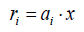 rᵢ = aᵢ · x